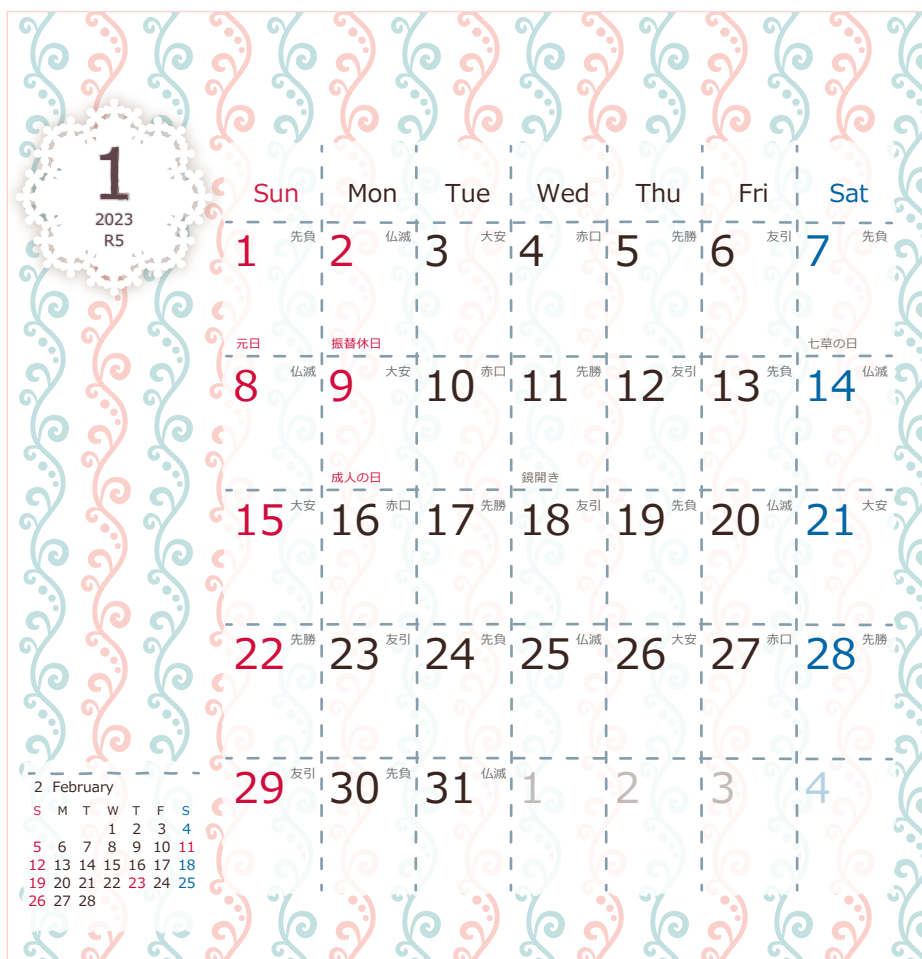 1
2023
R5
Sun Mon Tue Wed Thu Fri Sat
1 先負 2 仏滅 3 大安 4 赤口 5 先勝 6 友引 7 先負
元日 振替休日 七草の日
8 仏滅 9 大安 10 赤口 11 先勝 12 友引 13 先負 14 仏滅
成人の日 鏡開き
15 大安 16 赤口 17 先勝 18 友引 19 先負 20 仏滅 21 大安
22 先勝 23 友引 24 先負 25 仏滅 26 大安 27 赤口 28 先勝
29 友引 30 先負 31 仏滅 1 2 3 4
2 February
S M T W T F S
1 2 3 4
5 6 7 8 9 10 11
12 13 14 15 16 17 18
19 20 21 22 23 24 25
26 27 28